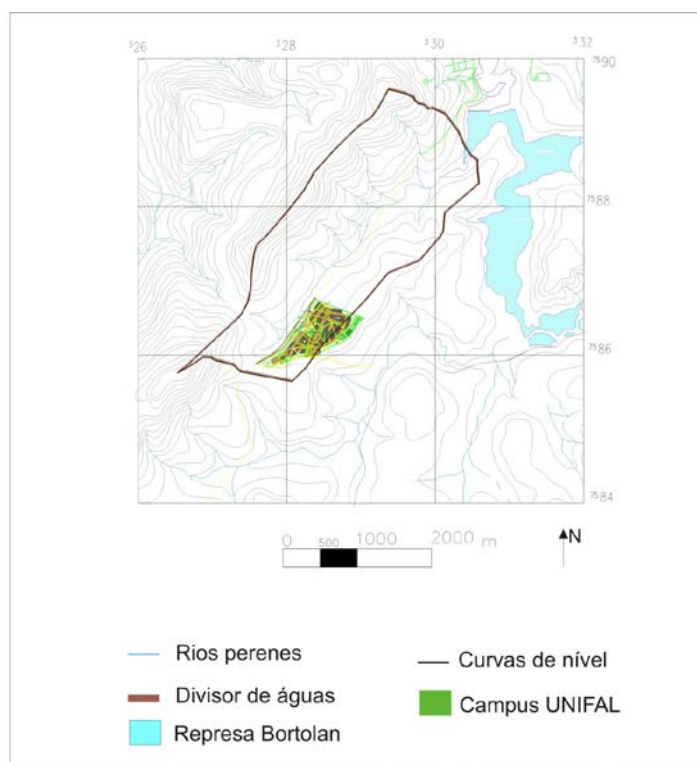 326 328 330 332
7590
7588
7586
7584
0 500 1000 2000 m
N
Rios perenes
Curvas de nível
Divisor de águas
Campus UNIFAL
Represa Bortolan